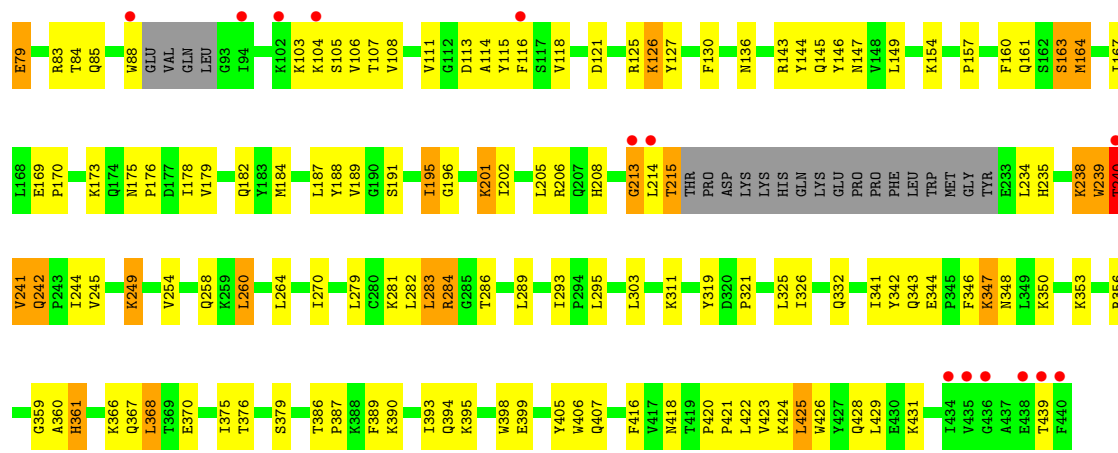 E79 R83 T84 Q85 W88 GLU VAL GLN LEU G93 I94 K102 K103 K104 S105 V106 T107 V108 V111 G112 D113 A114 Y115 F116 S117 V118 D121 R125 K126 Y127 F130 N136 R143 Y144 Q145 Y146 N147 V148 L149 K154 P157 F160 Q161 S162 S163 M164 I167
L168 E169 P170 K173 Q174 N175 P176 D177 I178 V179 Q182 Y183 M184 L187 Y188 V189 G190 S191 I195 G196 K201 I202 L205 R206 Q207 H208 G213 L214 T215 THR PRO ASP LYS LYS HIS GLN LYS GLU PRO PRO PHE LEU TRP MET GLY TYR E233 L234 H235 K238 W239 T240
V241 Q242 P243 I244 V245 K249 V254 Q258 K259 L260 L264 I270 L279 C280 K281 L282 L283 R284 G285 T286 L289 I293 P294 L295 L303 K311 Y319 D320 P321 L325 I326 Q332 I341 Y342 Q343 E344 P345 F346 K347 N348 L349 K350 K353 R356
G359 A360 H361 K366 Q367 L368 T369 E370 I375 T376 S379 T386 P387 K388 F389 K390 I393 Q394 K395 W398 E399 Y405 W406 Q407 F416 V417 N418 T419 P420 P421 L422 V423 K424 L425 W426 Y427 Q428 L429 E430 K431 I434 V435 G436 A437 E438 T439 F440